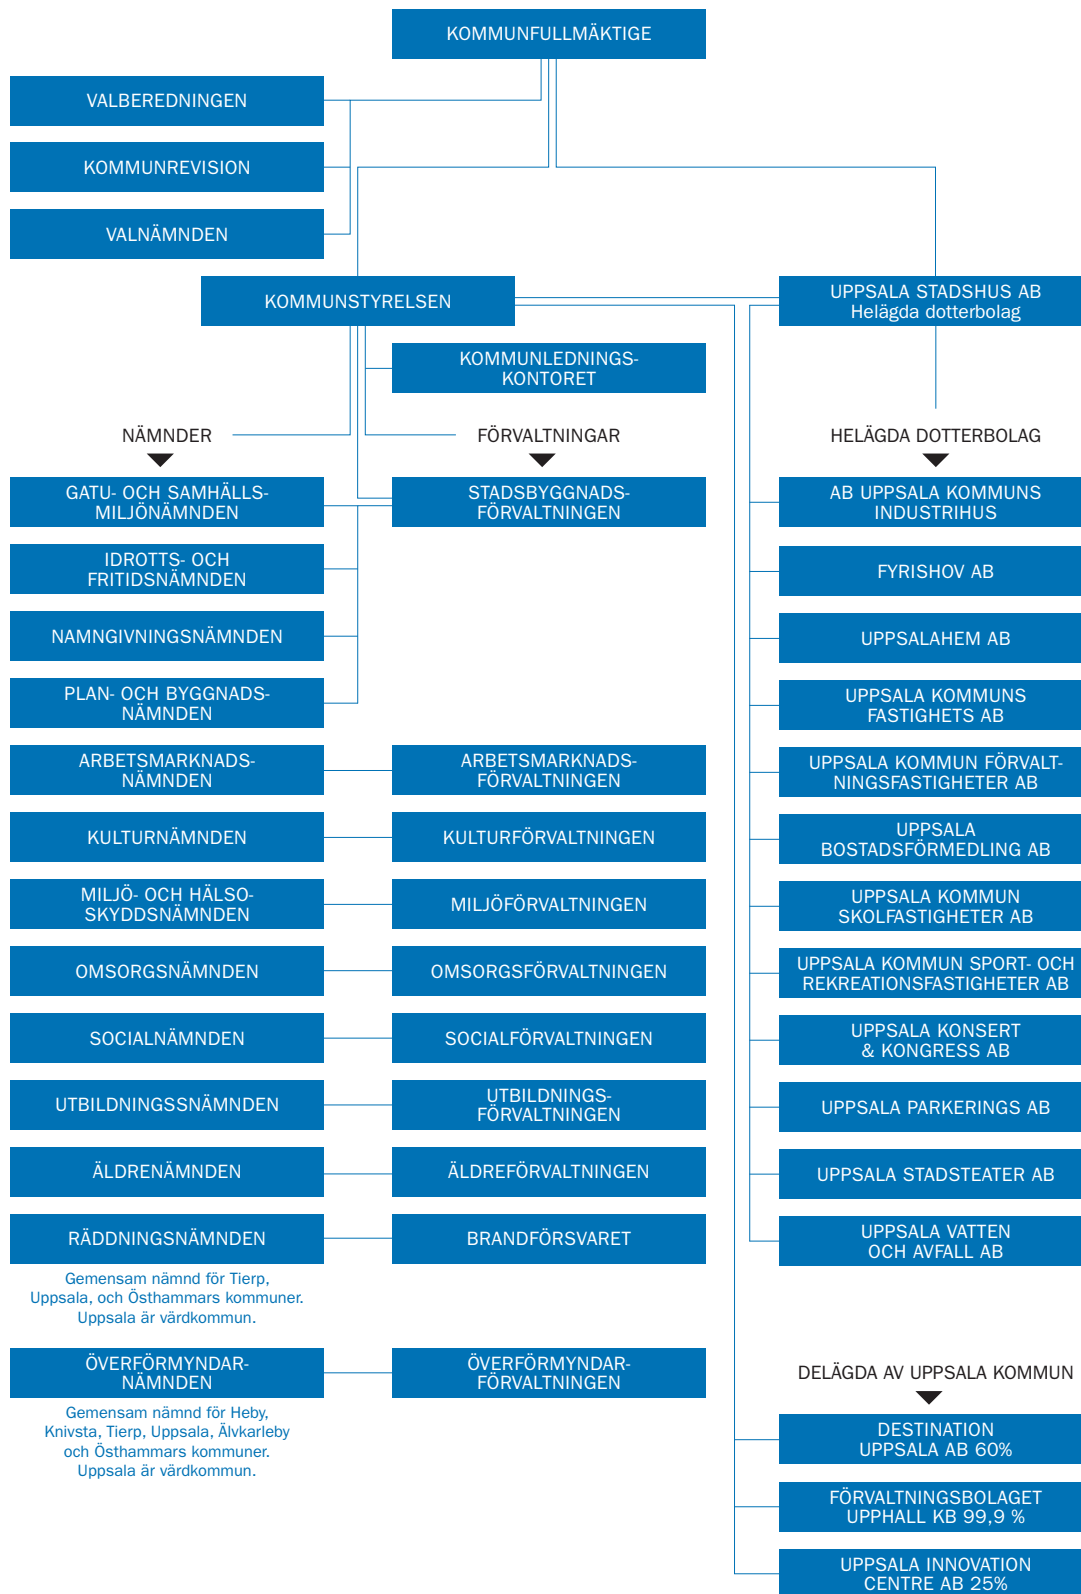 KOMMUNFULLMÄKTIGE
VALBEREDNINGEN
KOMMUNREVISION
VALNÄMNDEN
KOMMUNSTYRELSEN
UPPSALA STADSHUS AB
Helägda dotterbolag
KOMMUNLEDNINGS-
KONTORET
NÄMNDER
GATU- OCH SAMHÄLLS-
MILJÖNÄMNDEN
IDROTTS- OCH
FRITIDSNÄMNDEN
NAMNGIVNINGSNÄMNDEN
PLAN- OCH BYGGNADS-
NÄMNDEN
ARBETSMARKNADS-
NÄMNDEN
KULTURNÄMNDEN
MILJÖ- OCH HÄLSO-
SKYDDSNÄMNDEN
OMSORGSNÄMNDEN
SOCIALNÄMNDEN
UTBILDNINGSSNÄMNDEN
ÄLDRENÄMNDEN
RÄDDNINGSNÄMNDEN
Gemensam nämnd för Tierp,
Uppsala, och Östhammars kommuner.
Uppsala är värdkommun.
ÖVERFÖRMYNDAR-
NÄMNDEN
Gemensam nämnd för Heby,
Knivsta, Tierp, Uppsala, Älvkarleby
och Östhammars kommuner.
Uppsala är värdkommun.
FÖRVALTNINGAR
STADSBYGGNADS-
FÖRVALTNINGEN
ARBETSMARKNADS-
FÖRVALTNINGEN
KULTURFÖRVALTNINGEN
MILJÖFÖRVALTNINGEN
OMSORGSFÖRVALTNINGEN
SOCIALFÖRVALTNINGEN
UTBILDNINGS-
FÖRVALTNINGEN
ÄLDREFÖRVALTNINGEN
BRANDFÖRSVARET
ÖVERFÖRMYNDAR-
FÖRVALTNINGEN
HELÄGDA DOTTERBOLAG
AB UPPSALA KOMMUNS
INDUSTRIHUS
FYRISHOV AB
UPPSALAHEM AB
UPPSALA KOMMUNS
FASTIGHETS AB
UPPSALA KOMMUN FÖRVALT-
NINGSFASTIGHETER AB
UPPSALA
BOSTADSFÖRMEDLING AB
UPPSALA KOMMUN
SKOLFASTIGHETER AB
UPPSALA KOMMUN SPORT- OCH
REKREATIONSFASTIGHETER AB
UPPSALA KONSERT
& KONGRESS AB
UPPSALA PARKERINGS AB
UPPSALA STADSTEATER AB
UPPSALA VATTEN
OCH AVFALL AB
DELÄGDA AV UPPSALA KOMMUN
DESTINATION
UPPSALA AB 60%
FÖRVALTNINGSBOLAGET
UPPHALL KB 99,9 %
UPPSALA INNOVATION
CENTRE AB 25%